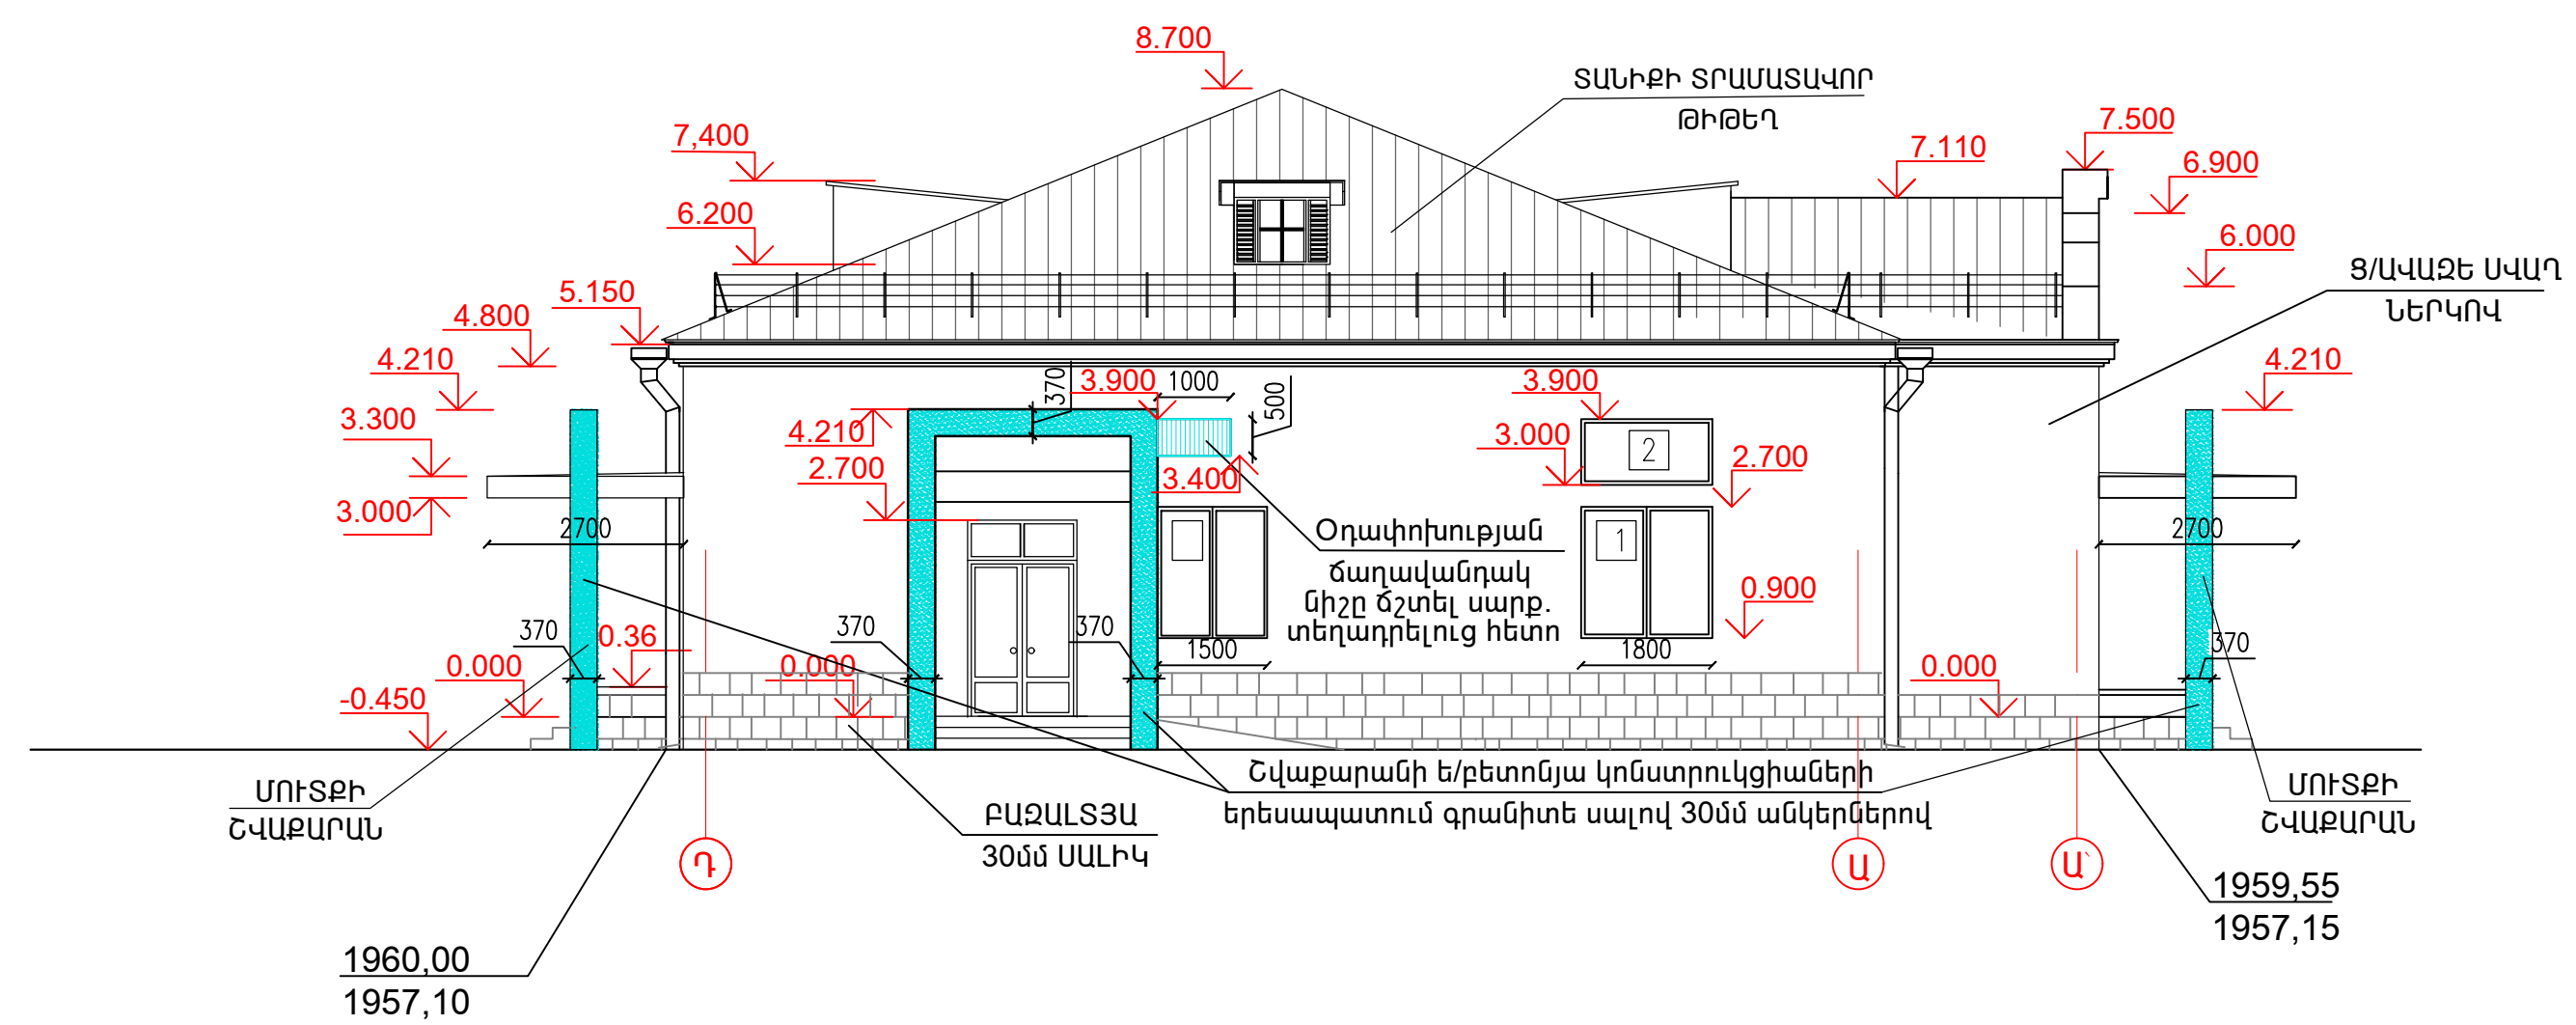 8.700
ՏԱՆԻՔԻ ՏՐԱՄԱՏԱՎՈՐ
ԹԻԹԵՂ
7,400
7.500
7.110
6.900
6.200
6.000
Ց/ԱՎԱԶԵ ՍՎԱՂ
ՆԵՐԿՈՎ
5.150
4.800
4.210
4.210
3.300
370
3.900
1000
500
3.900
4.210
3.000
2
2.700
2.700
3.400
3.000
2700
2700
Օդափոխության
ճաղավանդակ
նիշը ճշտել սարք.
տեղադրելուց հետո
1
0.900
370
0.36
370
370
1500
1800
370
0.000
0.000
0.000
-0.450
ՄՈՒՏՔԻ
ՇՎԱՔԱՐԱՆ
ԲԱԶԱԼՏՅԱ
30մմ ՍԱԼԻԿ
Շվաքարանի ե/բետոնյա կոնստրուկցիաների
երեսապատում գրանիտե սալով 30մմ անկերներով
ՄՈՒՏՔԻ
ՇՎԱՔԱՐԱՆ
Դ
Ա
Ա՝
1959,55
1957,15
1960,00
1957,10